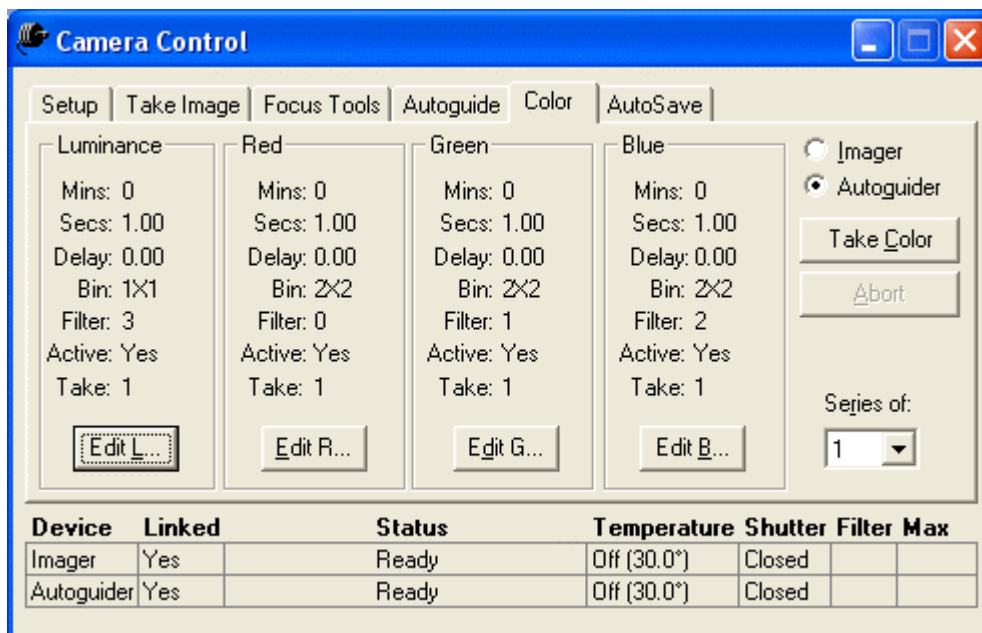 Camera Control
Setup Take Image Focus Tools Autoguide Color AutoSave
Luminance Red Green Blue
Imager
Mins: 0 Mins: 0 Mins: 0 Mins: 0
Autoguider
Secs: 1.00 Secs: 1.00 Secs: 1.00 Secs: 1.00
Take Color
Delay: 0.00 Delay: 0.00 Delay: 0.00 Delay: 0.00
Bin: 1X1 Bin: 2X2 Bin: 2X2 Bin: 2X2
Abort
Filter: 3 Filter: 0 Filter: 1 Filter: 2
Active: Yes Active: Yes Active: Yes Active: Yes
Take: 1 Take: 1 Take: 1 Take: 1
Series of:
Edit L... Edit R... Edit G... Edit B... 1
Device Linked Status Temperature Shutter Filter Max
Imager Yes Ready Off (30.0°) Closed
Autoguider Yes Ready Off (30.0°) Closed